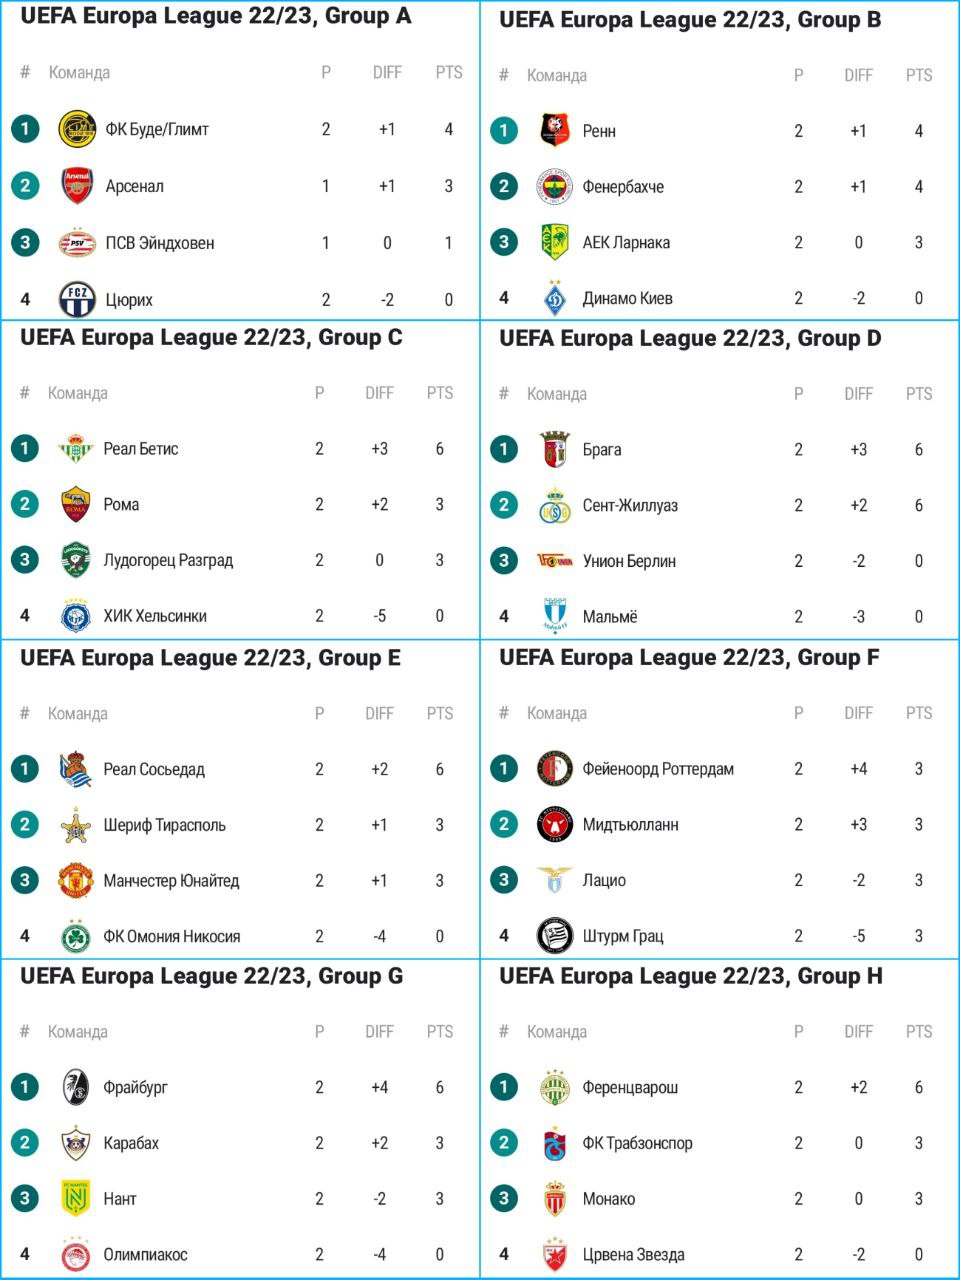 UEFA Europa League 22/23, Group A
# Команда P DIFF PTS
1 ФК Буде/Глимт 2 +1 4
2 Арсенал 1 +1 3
3 ПСВ Эйндховен 1 0 1
4 Цюрих 2 -2 0
UEFA Europa League 22/23, Group B
# Команда P DIFF PTS
1 Ренн 2 +1 4
2 Фенербахче 2 +1 4
3 АЕК Ларнака 2 0 3
4 Динамо Киев 2 -2 0
UEFA Europa League 22/23, Group C
# Команда P DIFF PTS
1 Реал Бетис 2 +3 6
2 Рома 2 +2 3
3 Лудогорец Разград 2 0 3
4 ХИК Хельсинки 2 -5 0
UEFA Europa League 22/23, Group D
# Команда P DIFF PTS
1 Брага 2 +3 6
2 Сент-Жиллуаз 2 +2 6
3 Унион Берлин 2 -2 0
4 Мальмё 2 -3 0
UEFA Europa League 22/23, Group E
# Команда P DIFF PTS
1 Реал Сосьедад 2 +2 6
2 Шериф Тирасполь 2 +1 3
3 Манчестер Юнайтед 2 +1 3
4 ФК Омония Никосия 2 -4 0
UEFA Europa League 22/23, Group F
# Команда P DIFF PTS
1 Фейеноорд Роттердам 2 +4 3
2 Мидтьюлланн 2 +3 3
3 Лацио 2 -2 3
4 Штурм Грац 2 -5 3
UEFA Europa League 22/23, Group G
# Команда P DIFF PTS
1 Фрайбург 2 +4 6
2 Карабах 2 +2 3
3 Нант 2 -2 3
4 Олимпиакос 2 -4 0
UEFA Europa League 22/23, Group H
# Команда P DIFF PTS
1 Ференцварош 2 +2 6
2 ФК Трабзонспор 2 0 3
3 Монако 2 0 3
4 Црвена Звезда 2 -2 0